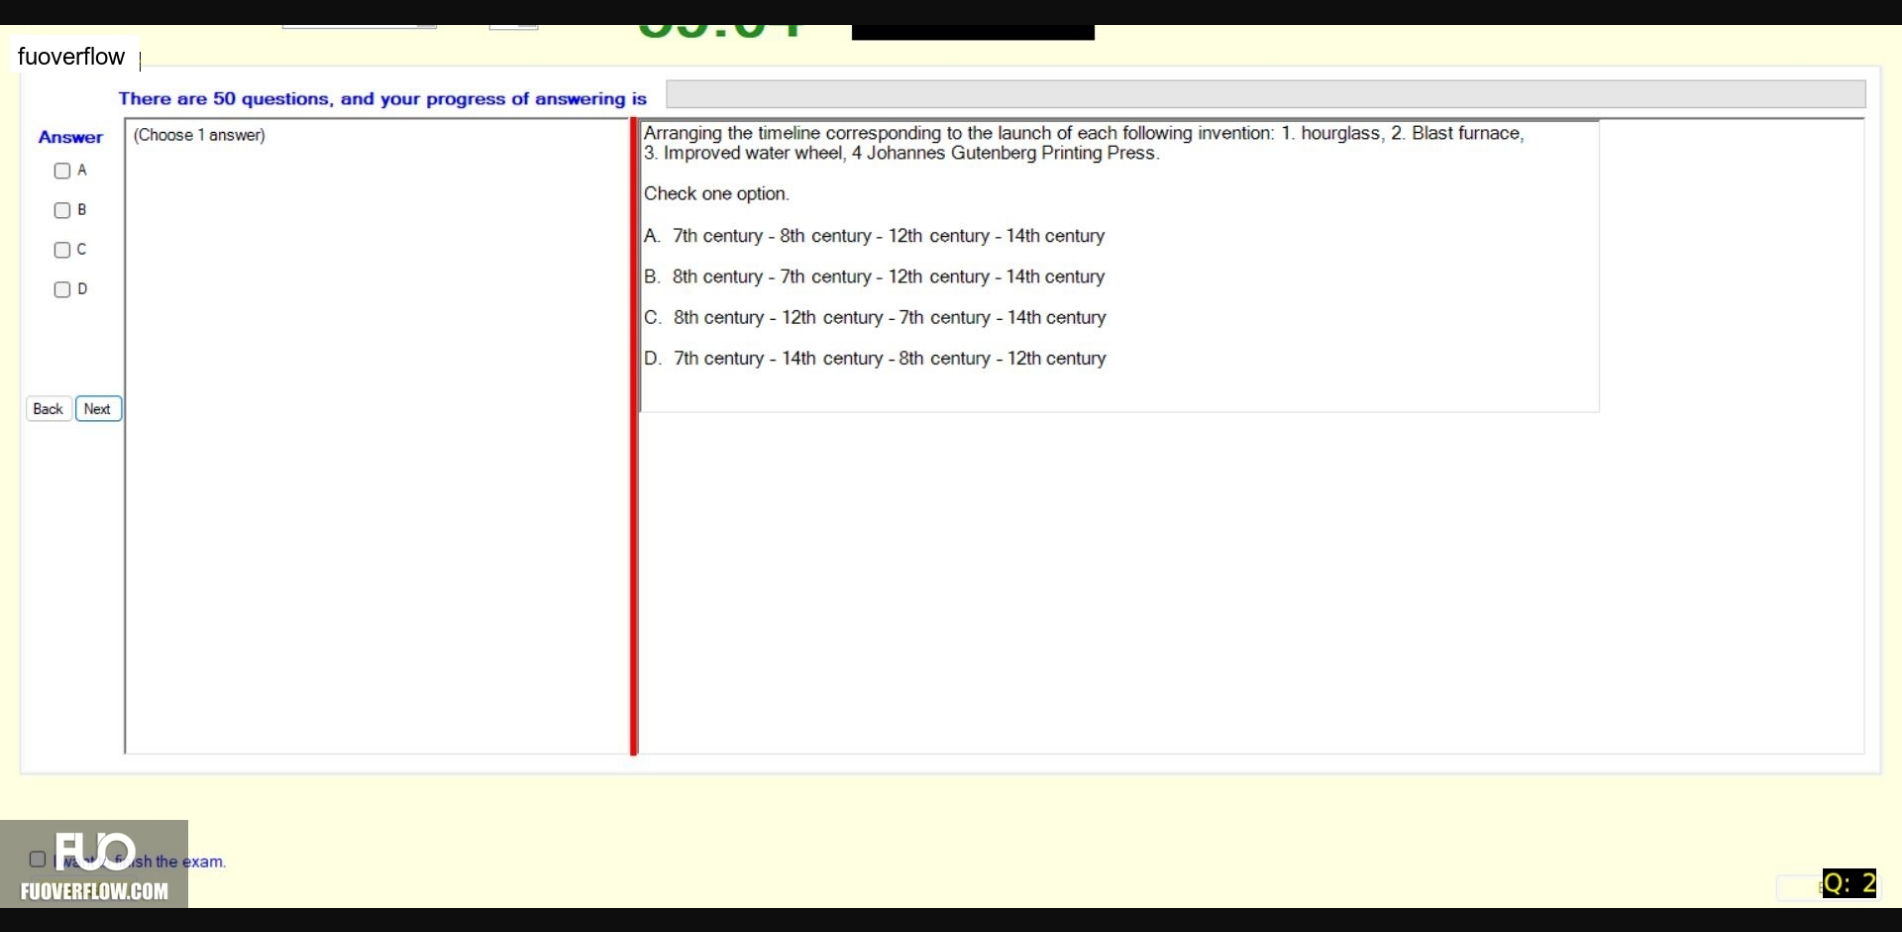 fuoverflow
There are 50 questions, and your progress of answering is
Answer
(Choose 1 answer)
A
B
C
D
Back Next
Arranging the timeline corresponding to the launch of each following invention: 1. hourglass, 2. Blast furnace,
3. Improved water wheel, 4 Johannes Gutenberg Printing Press.
Check one option.
A. 7th century - 8th century - 12th century - 14th century
B. 8th century - 7th century - 12th century - 14th century
C. 8th century - 12th century - 7th century - 14th century
D. 7th century - 14th century - 8th century - 12th century
FUO
I want finish the exam.
FUOVERFLOW.COM
Q: 2